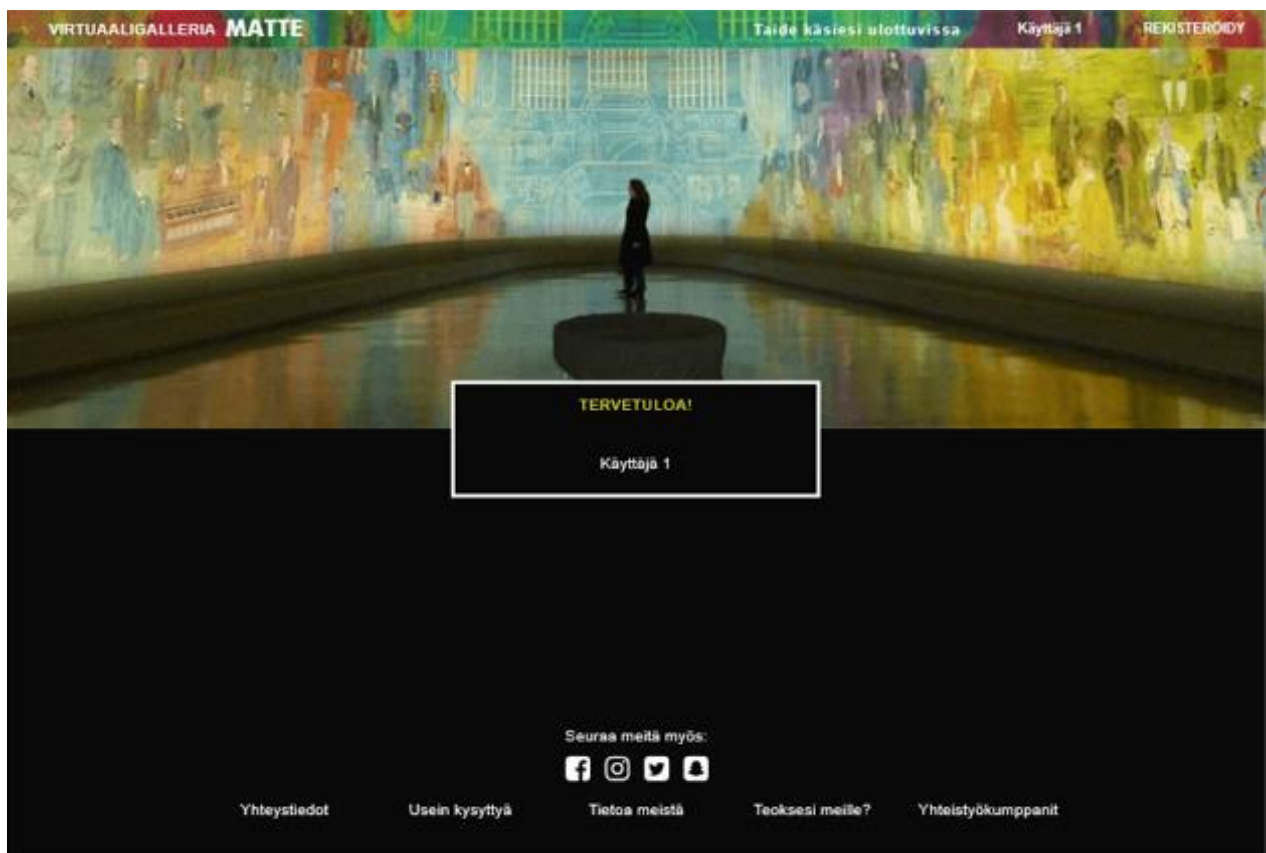 VIRTUAALIGALLERIA MATTE
Taide käsiesi ulottuvissa
Käyttäjä 1
REKISTERÖIDY
TERVETULOA!
Käyttäjä 1
Seuraa meitä myös:
Yhteystiedot
Usein kysyttyä
Tietoa meistä
Teoksesi meille?
Yhteistyökumppanit